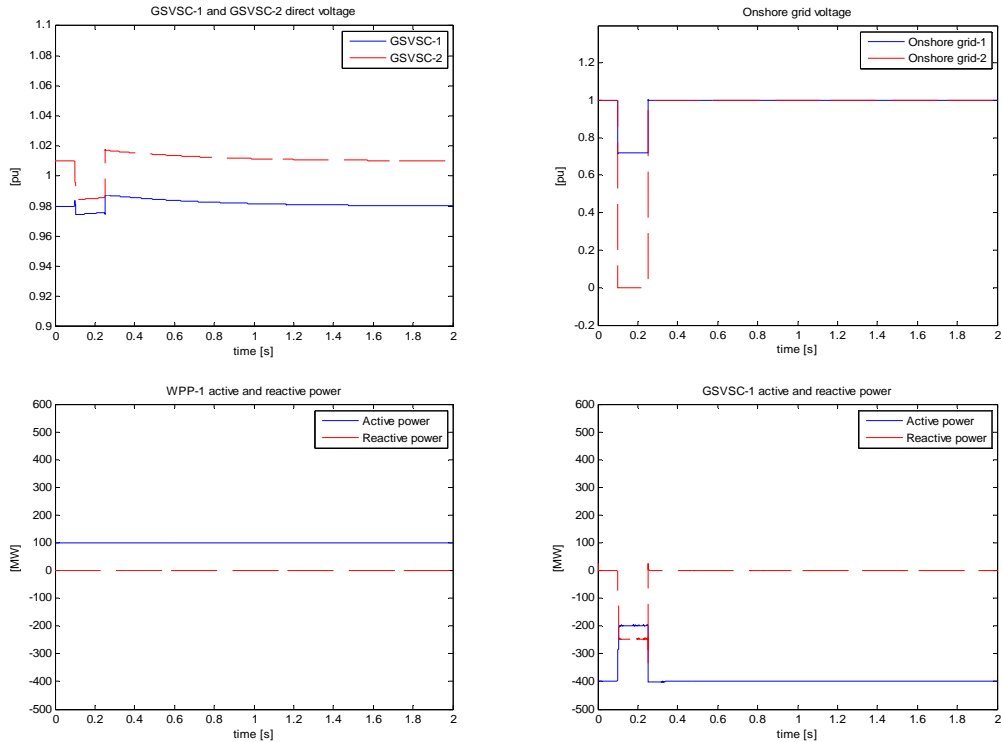 GSVSC-1 and GSVSC-2 direct voltage
1.1
1.08
1.06
1.04
1.02
1
0.98
0.96
0.94
0.92
0.9
[pu]
GSVSC-1
GSVSC-2
0 0.2 0.4 0.6 0.8 1 1.2 1.4 1.6 1.8 2
time [s]
Onshore grid voltage
1.2
1
0.8
0.6
0.4
0.2
0
-0.2
[pu]
Onshore grid-1
Onshore grid-2
0 0.2 0.4 0.6 0.8 1 1.2 1.4 1.6 1.8 2
time [s]
WPP-1 active and reactive power
600
500
400
300
200
100
0
-100
-200
-300
-400
-500
[MW]
Active power
Reactive power
0 0.2 0.4 0.6 0.8 1 1.2 1.4 1.6 1.8 2
time [s]
GSVSC-1 active and reactive power
600
500
400
300
200
100
0
-100
-200
-300
-400
-500
[MW]
Active power
Reactive power
0 0.2 0.4 0.6 0.8 1 1.2 1.4 1.6 1.8 2
time [s]